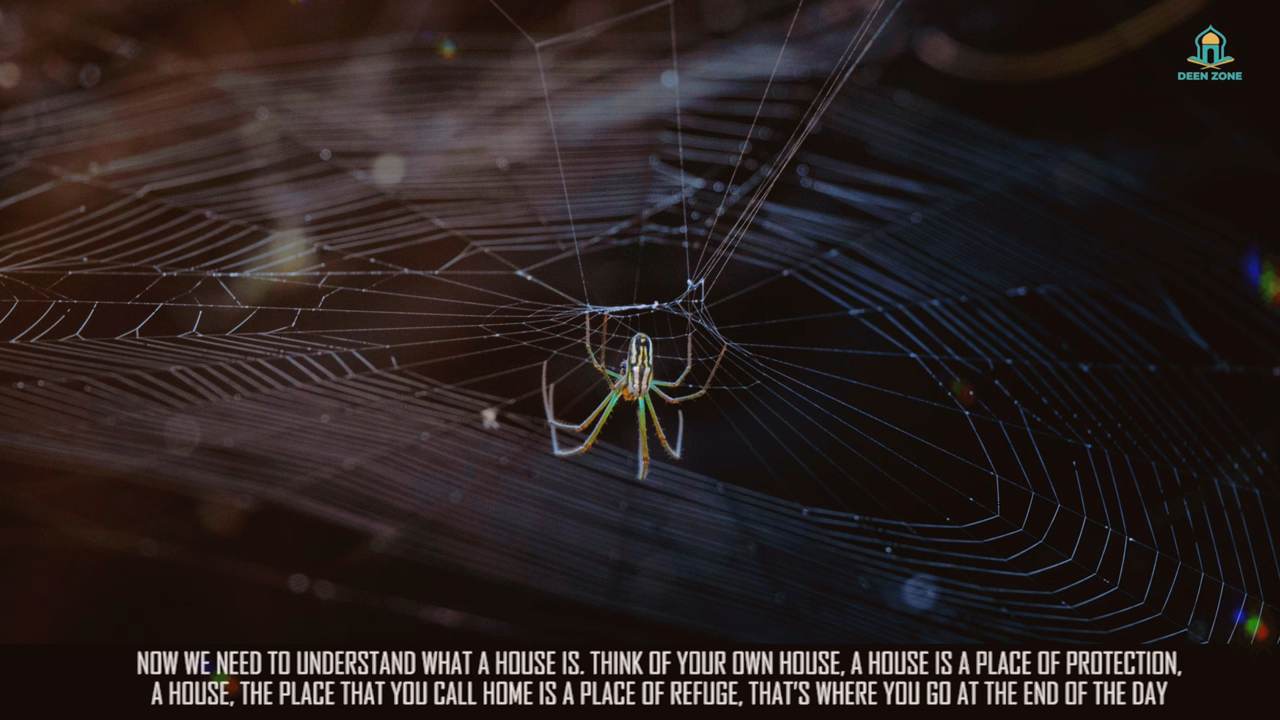 DEEN ZONE
NOW WE NEED TO UNDERSTAND WHAT A HOUSE IS. THINK OF YOUR OWN HOUSE, A HOUSE IS A PLACE OF PROTECTION,
A HOUSE, THE PLACE THAT YOU CALL HOME IS A PLACE OF REFUGE, THAT'S WHERE YOU GO AT THE END OF THE DAY